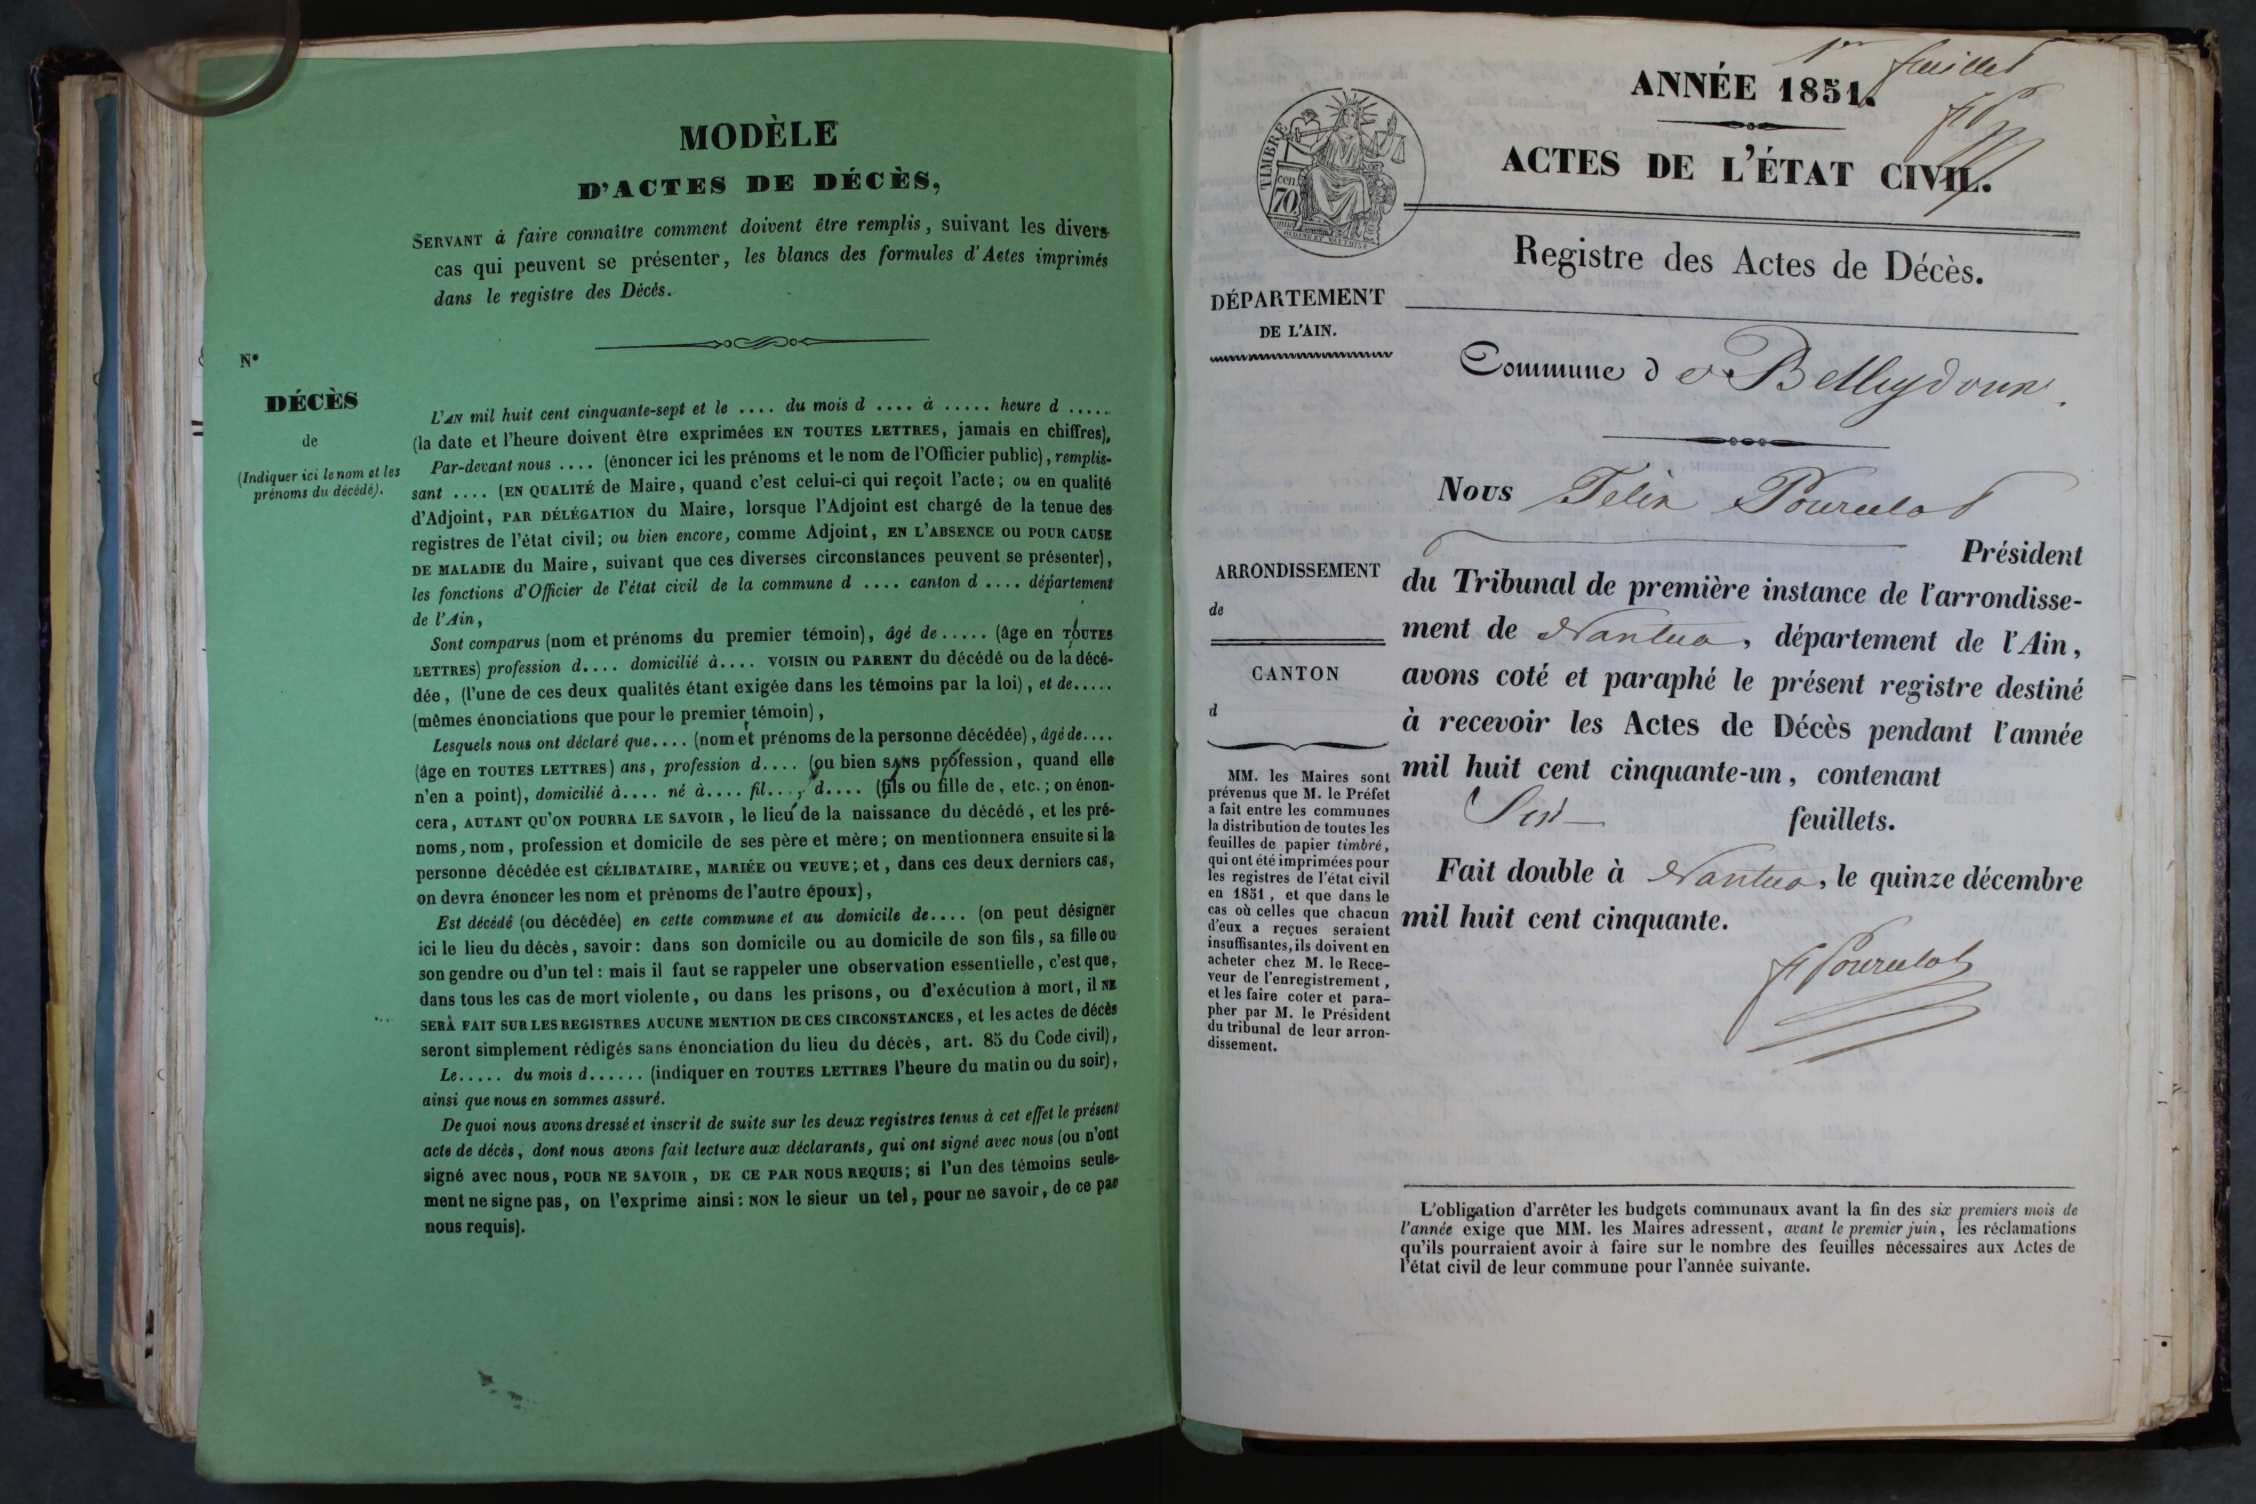 MODÈLE
D'ACTES DE DÉCÈS,
SERVANT à faire connaître comment doivent être remplis, suivant les divers
cas qui peuvent se présenter, les blancs des formules d'Actes imprimés
dans le registre des Décès.
N°
DÉCÈS
de
(Indiquer ici le nom et les
prénoms du décédé).
L'AN mil huit cent cinquante-sept et le .... du mois d .... à ..... heure d .....
(la date et l'heure doivent être exprimées EN TOUTES LETTRES, jamais en chiffres),
Par-devant nous .... (énoncer ici les prénoms et le nom de l'Officier public), remplis-
sant .... (EN QUALITÉ de Maire, quand c'est celui-ci qui reçoit l'acte; ou en qualité
d'Adjoint, PAR DÉLÉGATION du Maire, lorsque l'Adjoint est chargé de la tenue des
registres de l'état civil; ou bien encore, comme Adjoint, EN L'ABSENCE OU POUR CAUSE
DE MALADIE du Maire, suivant que ces diverses circonstances peuvent se présenter),
les fonctions d'Officier de l'état civil de la commune d .... canton d .... département
de l'Ain,
Sont comparus (nom et prénoms du premier témoin), âgé de ..... (âge en TOUTES
LETTRES) profession d.... domicilié à.... VOISIN OU PARENT du décédé ou de la décé-
dée, (l'une de ces deux qualités étant exigée dans les témoins par la loi), et de.....
(mêmes énonciations que pour le premier témoin),
Lesquels nous ont déclaré que.... (nom et prénoms de la personne décédée), âgé de....
(âge en TOUTES LETTRES) ans, profession d.... (ou bien SANS profession, quand elle
n'en a point), domicilié à.... né à.... fil...., d.... (fils ou fille de, etc.; on énon-
cera, AUTANT QU'ON POURRA LE SAVOIR, le lieu de la naissance du décédé, et les pré-
noms, nom, profession et domicile de ses père et mère; on mentionnera ensuite si la
personne décédée est CÉLIBATAIRE, MARIÉE OU VEUVE; et, dans ces deux derniers cas,
on devra énoncer les nom et prénoms de l'autre époux),
Est décédé (ou décédée) en cette commune et au domicile de.... (on peut désigner
ici le lieu du décès, savoir: dans son domicile ou au domicile de son fils, sa fille ou
son gendre ou d'un tel: mais il faut se rappeler une observation essentielle, c'est que,
dans tous les cas de mort violente, ou dans les prisons, ou d'exécution à mort, il NE
SERA FAIT SUR LES REGISTRES AUCUNE MENTION DE CES CIRCONSTANCES, et les actes de décès
seront simplement rédigés sans énonciation du lieu du décès, art. 85 du Code civil),
Le..... du mois d...... (indiquer en TOUTES LETTRES l'heure du matin ou du soir),
ainsi que nous en sommes assuré.
De quoi nous avons dressé et inscrit de suite sur les deux registres tenus à cet effet le présent
acte de décès, dont nous avons fait lecture aux déclarants, qui ont signé avec nous (ou n'ont
signé avec nous, POUR NE SAVOIR, DE CE PAR NOUS REQUIS; si l'un des témoins seule-
ment ne signe pas, on l'exprime ainsi: NON le sieur un tel, pour ne savoir, de ce par
nous requis).
1er feuillet
ANNÉE 1851.
ACTES DE L'ÉTAT CIVIL.
TIMBRE
70
cen
Registre des Actes de Décès.
DÉPARTEMENT
DE L'AIN.
Commune d e Belleydoux
Nous Felix Pourcelot
Président
du Tribunal de première instance de l'arrondisse-
ment de Nantua, département de l'Ain,
avons coté et paraphé le présent registre destiné
à recevoir les Actes de Décès pendant l'année
mil huit cent cinquante-un, contenant
Six feuillets.
Fait double à Nantua, le quinze décembre
mil huit cent cinquante.
f Pourcelot
ARRONDISSEMENT
de
CANTON
d
MM. les Maires sont
prévenus que M. le Préfet
a fait entre les communes
la distribution de toutes les
feuilles de papier timbré,
qui ont été imprimées pour
les registres de l'état civil
en 1851, et que dans le
cas où celles que chacun
d'eux a reçues seraient
insuffisantes, ils doivent en
acheter chez M. le Rece-
veur de l'enregistrement,
et les faire coter et para-
pher par M. le Président
du tribunal de leur arron-
dissement.
L'obligation d'arrêter les budgets communaux avant la fin des six premiers mois de
l'année exige que MM. les Maires adressent, avant le premier juin, les réclamations
qu'ils pourraient avoir à faire sur le nombre des feuilles nécessaires aux Actes de
l'état civil de leur commune pour l'année suivante.